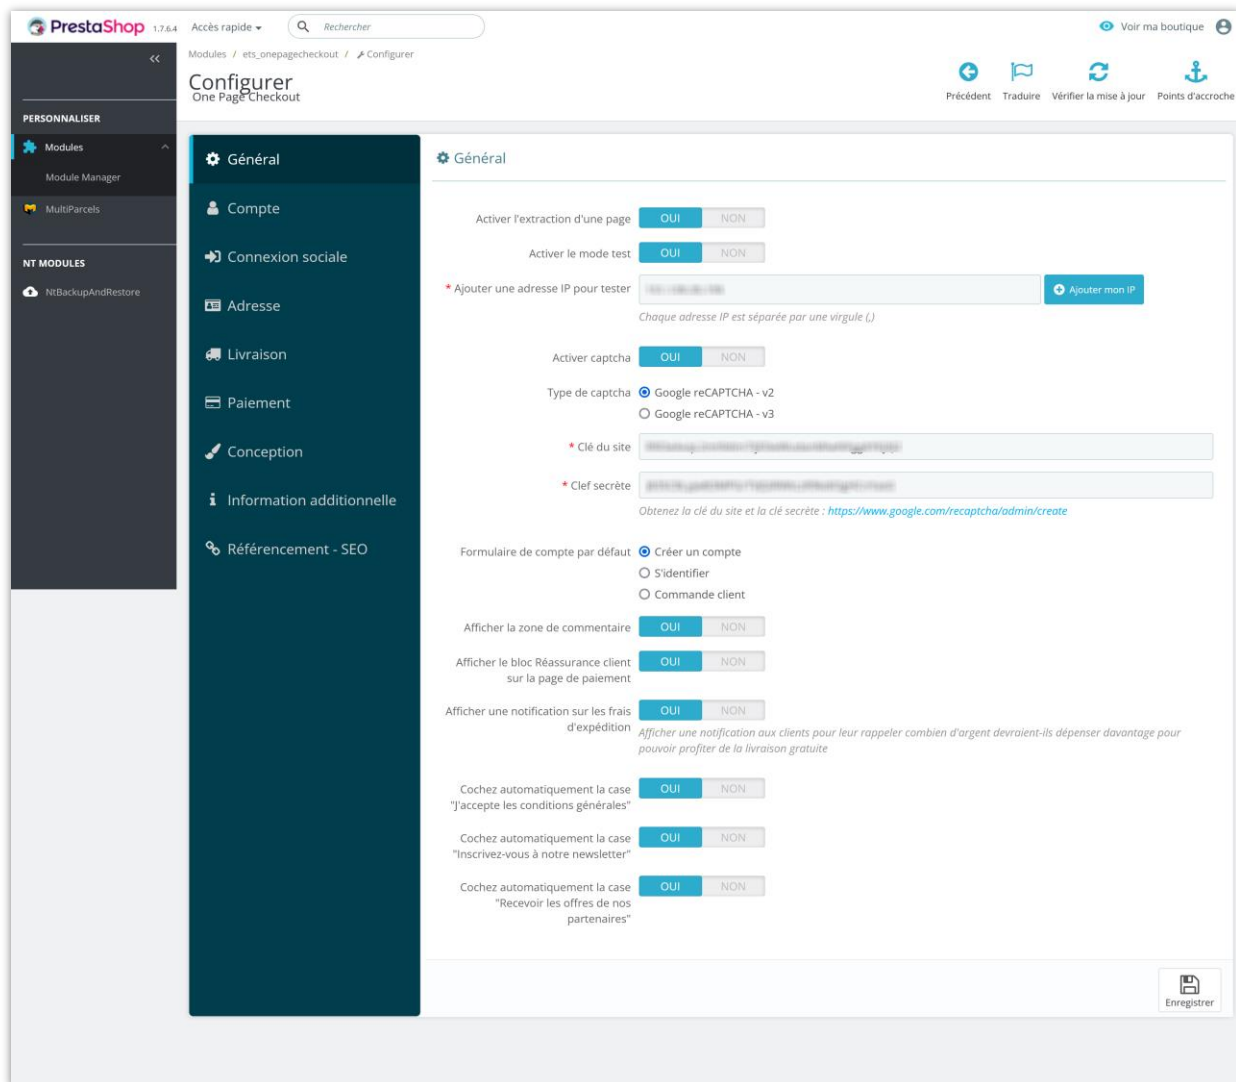 PrestaShop 1.7.6.4 Accès rapide Rechercher Voir ma boutique
Modules / ets_onepagecheckout / Configurer
Configurer
One Page Checkout
Précédent Traduire Vérifier la mise à jour Points d'accroche
PERSONNALISER
Modules
Module Manager
MultiParcels
NT MODULES
NtBackupAndRestore
Général
Compte
Connexion sociale
Adresse
Livraison
Paiement
Conception
Information additionnelle
Référencement - SEO
Général
Activer l'extraction d'une page OUI NON
Activer le mode test OUI NON
* Ajouter une adresse IP pour tester Ajouter mon IP
Chaque adresse IP est séparée par une virgule (,)
Activer captcha OUI NON
Type de captcha Google reCAPTCHA - v2
Google reCAPTCHA - v3
* Clé du site
* Clef secrète
Obtenez la clé du site et la clé secrète : https://www.google.com/recaptcha/admin/create
Formulaire de compte par défaut Créer un compte
S'identifier
Commande client
Afficher la zone de commentaire OUI NON
Afficher le bloc Réassurance client OUI NON
sur la page de paiement
Afficher une notification sur les frais OUI NON
d'expédition Afficher une notification aux clients pour leur rappeler combien d'argent devraient-ils dépenser davantage pour
pouvoir profiter de la livraison gratuite
Cochez automatiquement la case OUI NON
"J'accepte les conditions générales"
Cochez automatiquement la case OUI NON
"Inscrivez-vous à notre newsletter"
Cochez automatiquement la case OUI NON
"Recevoir les offres de nos
partenaires"
Enregistrer